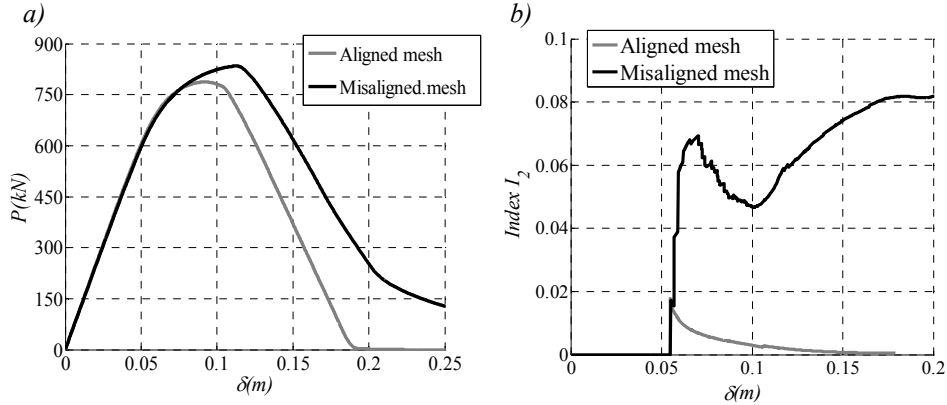 a)
P(kN)
900
750
600
450
300
150
0
0
0.05
0.1
0.15
0.2
0.25
δ(m)
Aligned mesh
Misaligned.mesh
b)
Index I2
0.1
0.08
0.06
0.04
0.02
0
0
0.05
0.1
0.15
0.2
δ(m)
Aligned mesh
Misaligned mesh